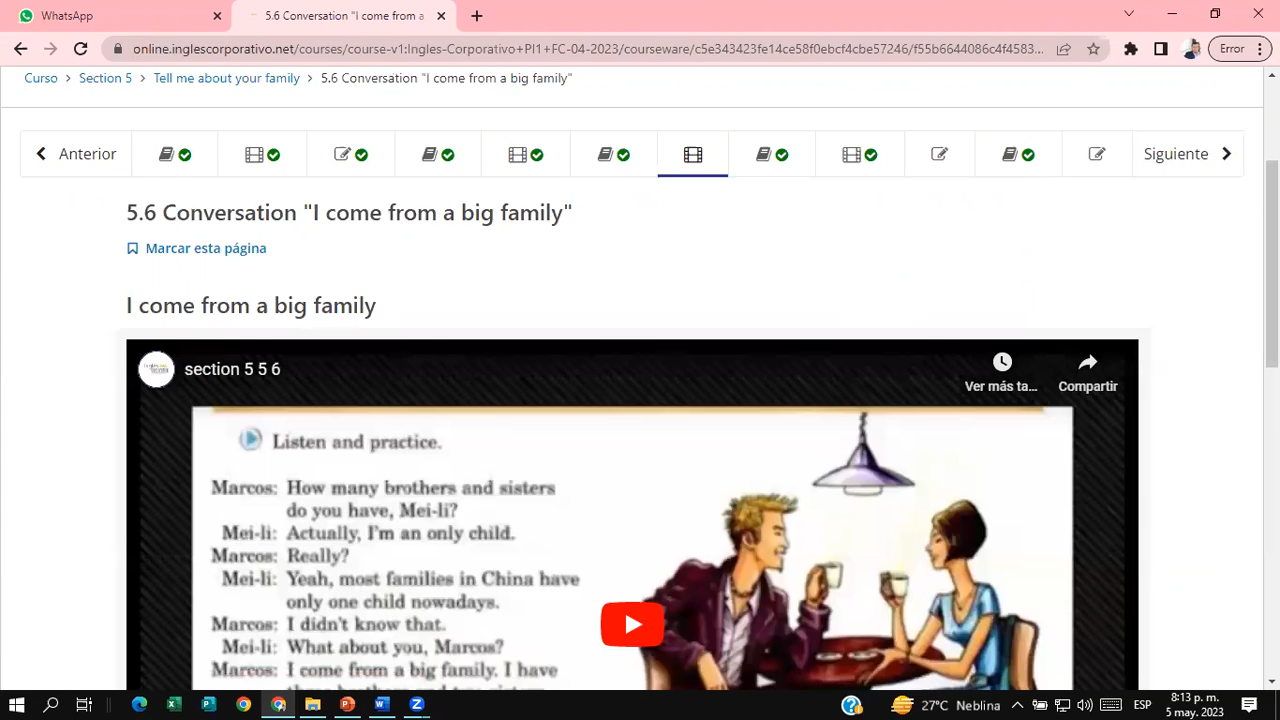 WhatsApp
5.6 Conversation "I come from a
online.inglescorporativo.net/courses/course-v1:Ingles-Corporativo+PI1+FC-04-2023/courseware/c5e343423fe14ce58f0ebcf4cbe57246/f55b6644086c4f4583...
Error
Curso > Section 5 > Tell me about your family > 5.6 Conversation "I come from a big family"
Anterior
Siguiente
5.6 Conversation "I come from a big family"
Marcar esta página
I come from a big family
section 5 5 6
Ver más ta...
Compartir
Listen and practice.
Marcos: How many brothers and sisters
do you have, Mei-li?
Mei-li: Actually, I'm an only child.
Marcos: Really?
Mei-li: Yeah, most families in China have
only one child nowadays.
Marcos: I didn't know that.
Mei-li: What about you, Marcos?
Marcos: I come from a big family. I have
three brothers and two sisters
27°C Neblina
ESP
8:13 p. m.
5 may. 2023